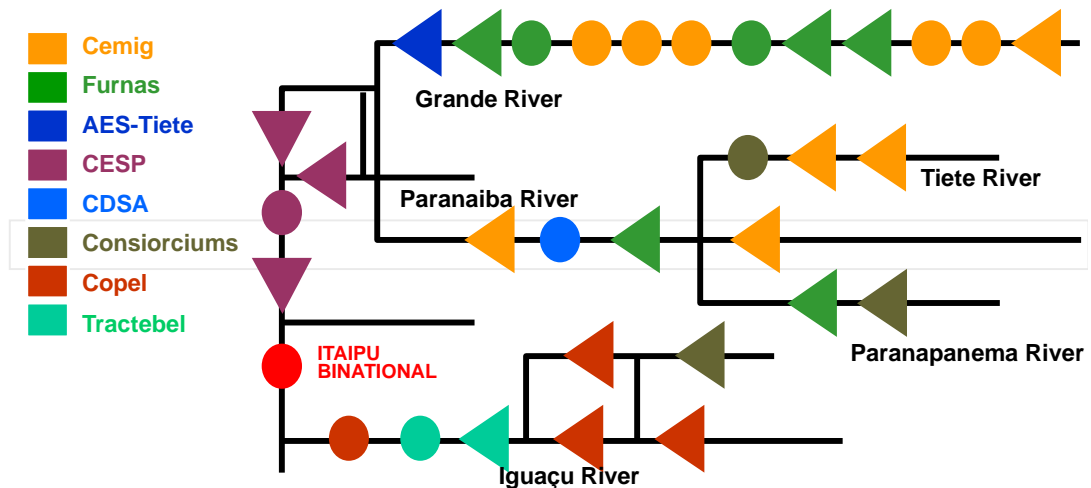 Cemig
Furnas
AES-Tiete
CESP
CDSA
Consiorciums
Copel
Tractebel
Grande River
Paranaiba River
Tiete River
Paranapanema River
ITAIPU
BINATIONAL
Iguaçu River